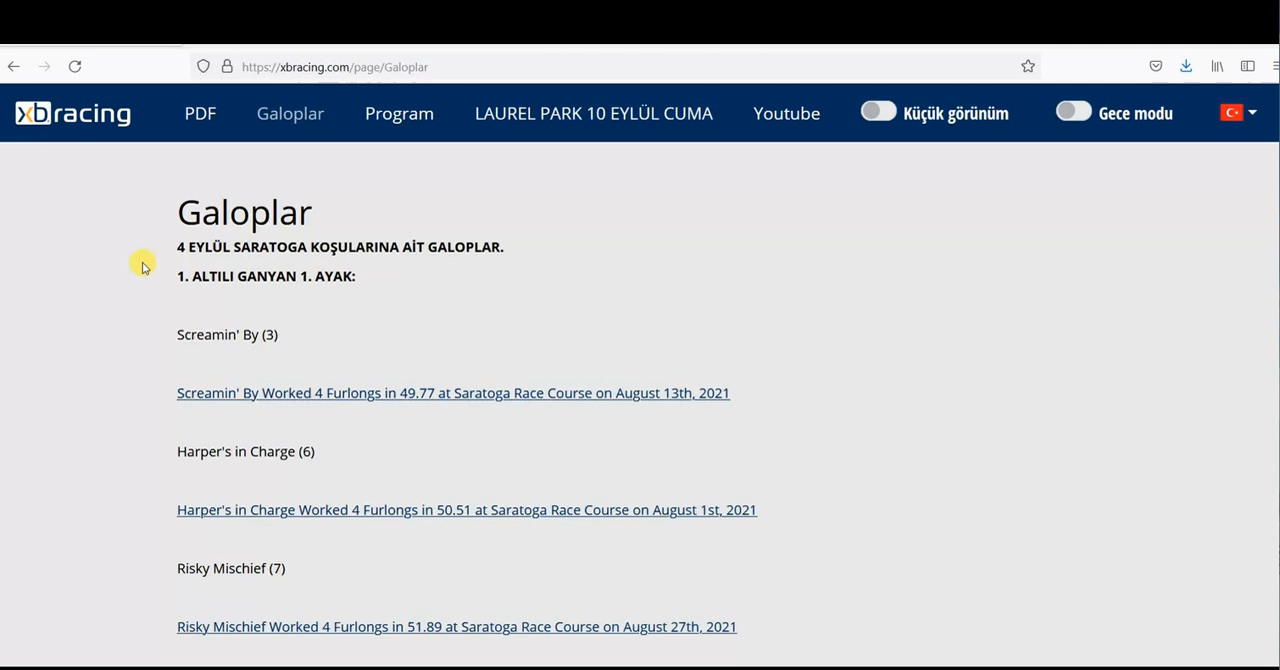 https://xbracing.com/page/Galoplar
xbracing PDF Galoplar Program LAUREL PARK 10 EYLÜL CUMA Youtube Küçük görünüm Gece modu
Galoplar
4 EYLÜL SARATOGA KOŞULARINA AİT GALOPLAR.
1. ALTILI GANYAN 1. AYAK:
Screamin' By (3)
Screamin' By Worked 4 Furlongs in 49.77 at Saratoga Race Course on August 13th, 2021
Harper's in Charge (6)
Harper's in Charge Worked 4 Furlongs in 50.51 at Saratoga Race Course on August 1st, 2021
Risky Mischief (7)
Risky Mischief Worked 4 Furlongs in 51.89 at Saratoga Race Course on August 27th, 2021